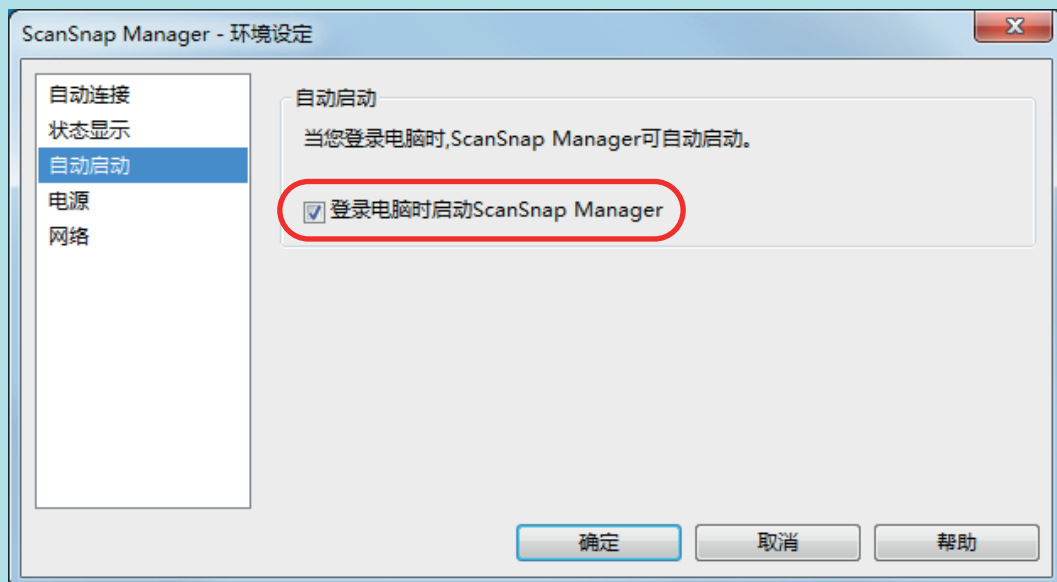 ScanSnap Manager - 环境设定
自动连接
状态显示
自动启动
电源
网络
自动启动
当您登录电脑时,ScanSnap Manager可自动启动。
登录电脑时启动ScanSnap Manager
确定
取消
帮助